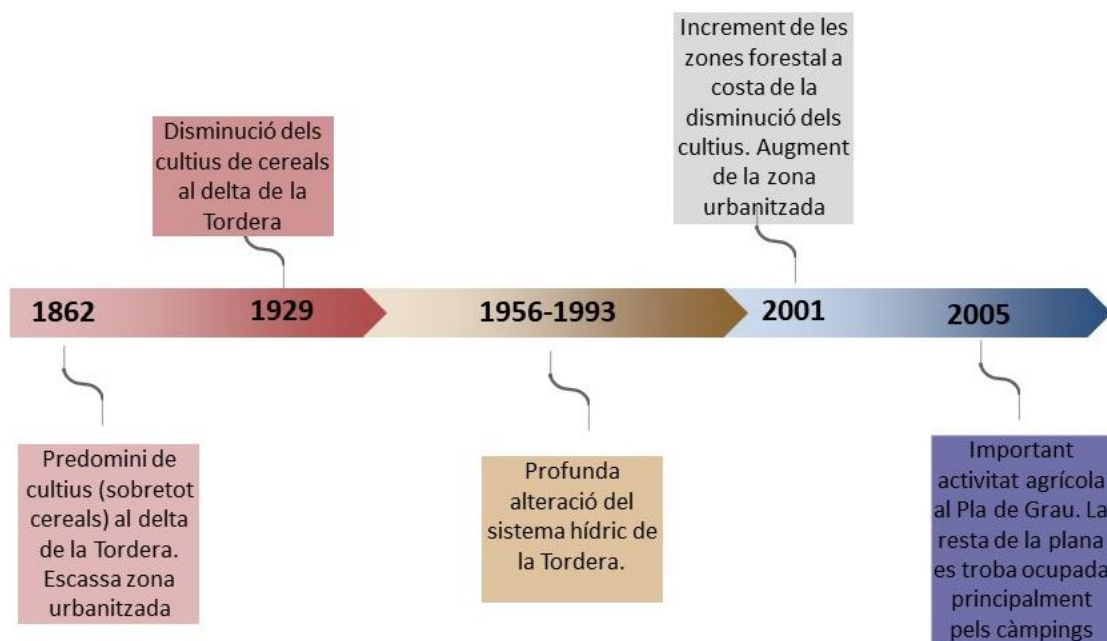 Increment de les
zones forestal a
costa de la
disminució dels
cultius. Augment
de la zona
urbanitzada
Disminució dels
cultius de cereals
al delta de la
Tordera
1862
1929
1956-1993
2001
2005
Predomini de
cultius (sobretot
cereals) al delta
de la Tordera.
Escassa zona
urbanitzada
Profunda
alteració del
sistema hídric de
la Tordera.
Important
activitat agrícola
al Pla de Grau. La
resta de la plana
es troba ocupada
principalment
pels càmpings